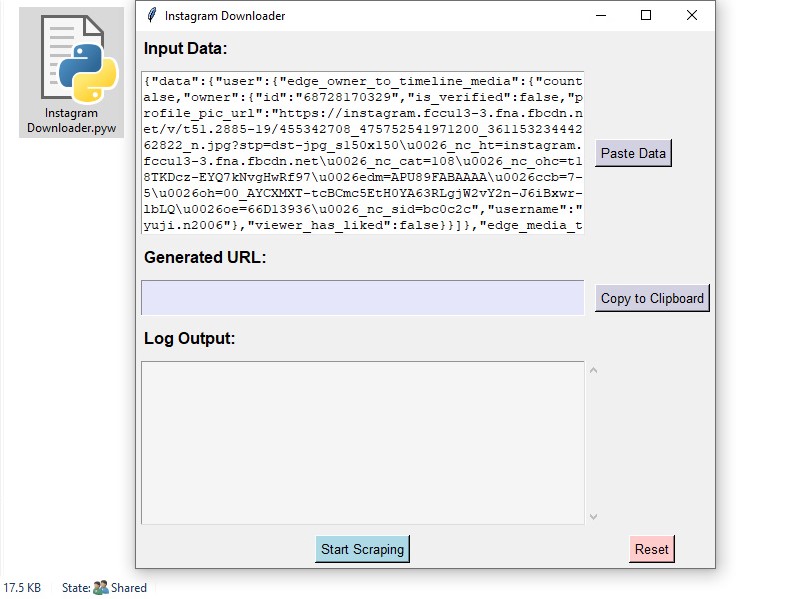 Instagram Downloader
Instagram
Downloader.pyw
Input Data:
{"data":{"user":{"edge_owner_to_timeline_media":{"count
alse,"owner":{"id":"68728170329","is_verified":false,"p
rofile_pic_url":"https://instagram.fccu13-3.fna.fbcdn.n
et/v/t51.2885-19/455342708_475752541971200_361153234442
62822_n.jpg?stp=dst-jpg_s150x150\u0026_nc_ht=instagram.
fccu13-3.fna.fbcdn.net\u0026_nc_cat=108\u0026_nc_ohc=tl
8TKDcz-EYQ7kNvgHwRf97\u0026edm=APU89FABAAAA\u0026ccb=7-
5\u0026oh=00_AYCXMXT-tcBCmc5EtH0YA63RLgjW2vY2n-J6iBxwr-
lbLQ\u0026oe=66D13936\u0026_nc_sid=bc0c2c","username":"
yuji.n2006"},"viewer_has_liked":false}}]},"edge_media_t
Paste Data
Generated URL:
Copy to Clipboard
Log Output:
Start Scraping
Reset
17.5 KB
State: Shared